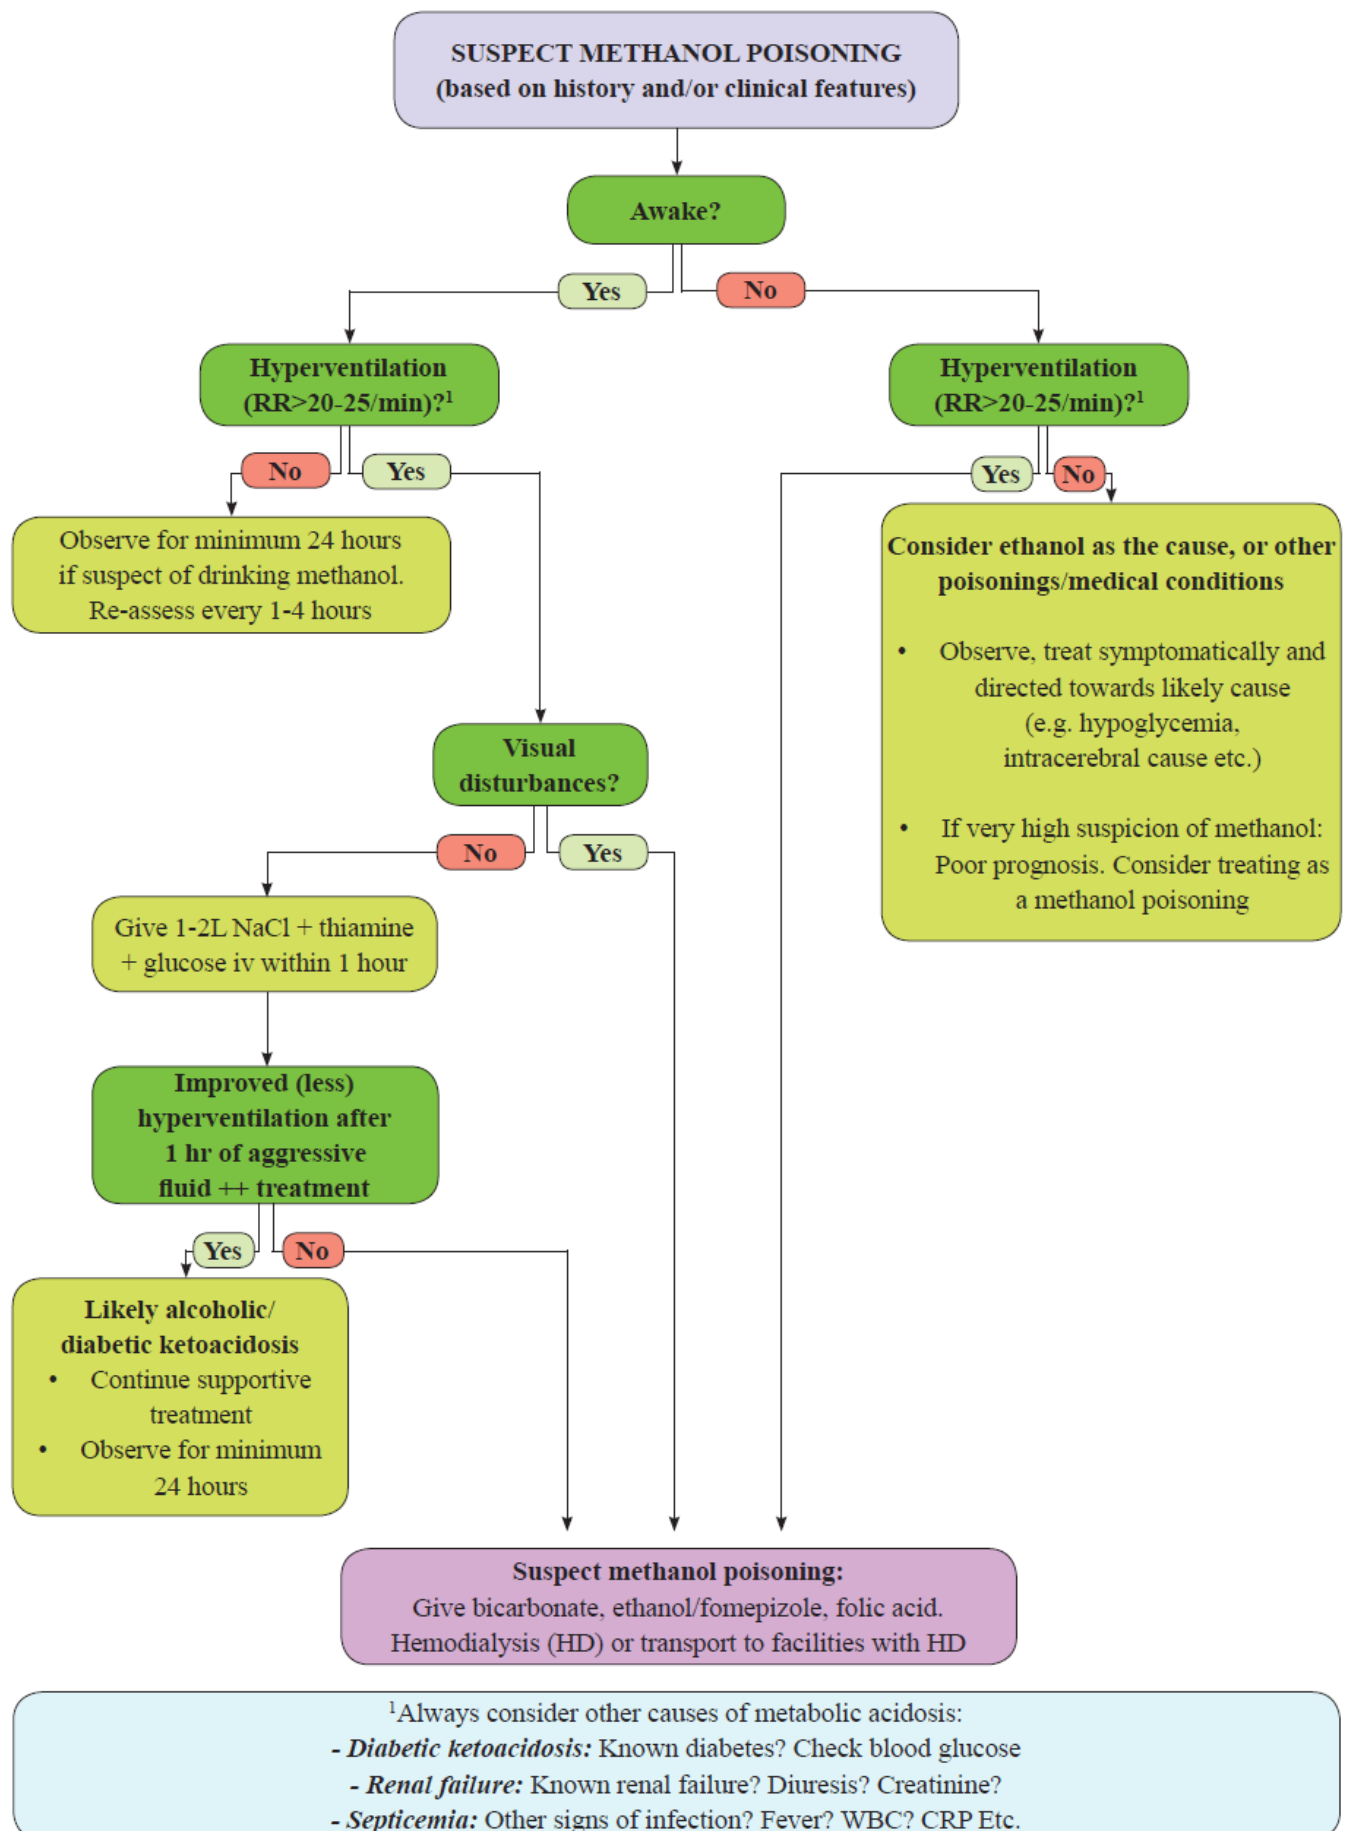 SUSPECT METHANOL POISONING
(based on history and/or clinical features)
Awake?
Yes
No
Hyperventilation
(RR>20-25/min)?¹
No
Yes
Observe for minimum 24 hours
if suspect of drinking methanol.
Re-assess every 1-4 hours
Hyperventilation
(RR>20-25/min)?¹
Yes
No
Consider ethanol as the cause, or other
poisonings/medical conditions
• Observe, treat symptomatically and
directed towards likely cause
(e.g. hypoglycemia,
intracerebral cause etc.)
• If very high suspicion of methanol:
Poor prognosis. Consider treating as
a methanol poisoning
Visual
disturbances?
No
Yes
Give 1-2L NaCl + thiamine
+ glucose iv within 1 hour
Improved (less)
hyperventilation after
1 hr of aggressive
fluid ++ treatment
Yes
No
Likely alcoholic/
diabetic ketoacidosis
• Continue supportive
treatment
• Observe for minimum
24 hours
Suspect methanol poisoning:
Give bicarbonate, ethanol/fomepizole, folic acid.
Hemodialysis (HD) or transport to facilities with HD
¹Always consider other causes of metabolic acidosis:
- Diabetic ketoacidosis: Known diabetes? Check blood glucose
- Renal failure: Known renal failure? Diuresis? Creatinine?
- Septicemia: Other signs of infection? Fever? WBC? CRP Etc.